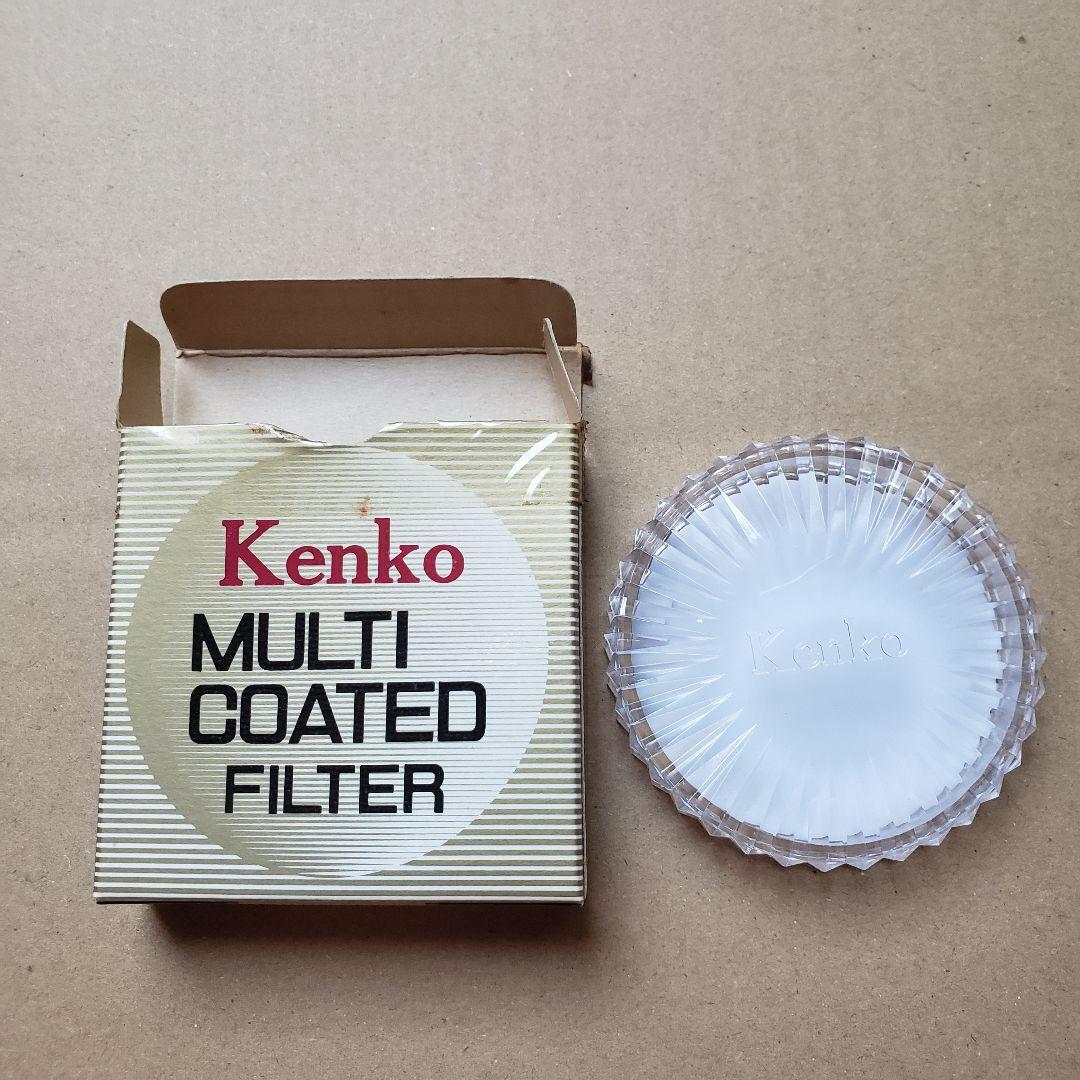 Kenko
MULTI
COATED
FILTER
Kenko